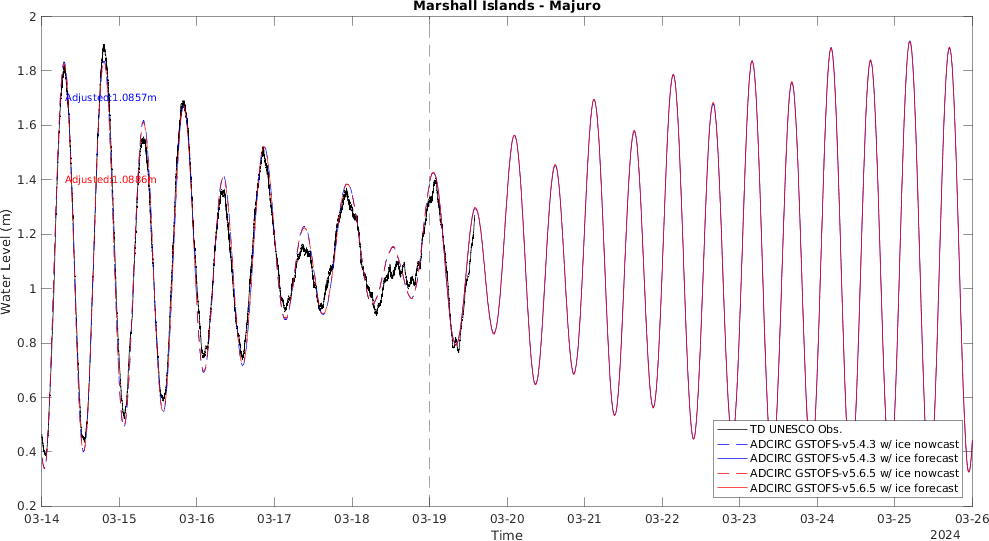 Marshall Islands - Majuro
2
1.8
1.6
1.4
1.2
1
0.8
0.6
0.4
0.2
Water Level (m)
Adjusted:1.0857m
Adjusted:1.0886m
TD UNESCO Obs.
ADCIRC GSTOFS-v5.4.3 w/ ice nowcast
ADCIRC GSTOFS-v5.4.3 w/ ice forecast
ADCIRC GSTOFS-v5.6.5 w/ ice nowcast
ADCIRC GSTOFS-v5.6.5 w/ ice forecast
03-14 03-15 03-16 03-17 03-18 03-19 03-20 03-21 03-22 03-23 03-24 03-25 03-26
Time
2024